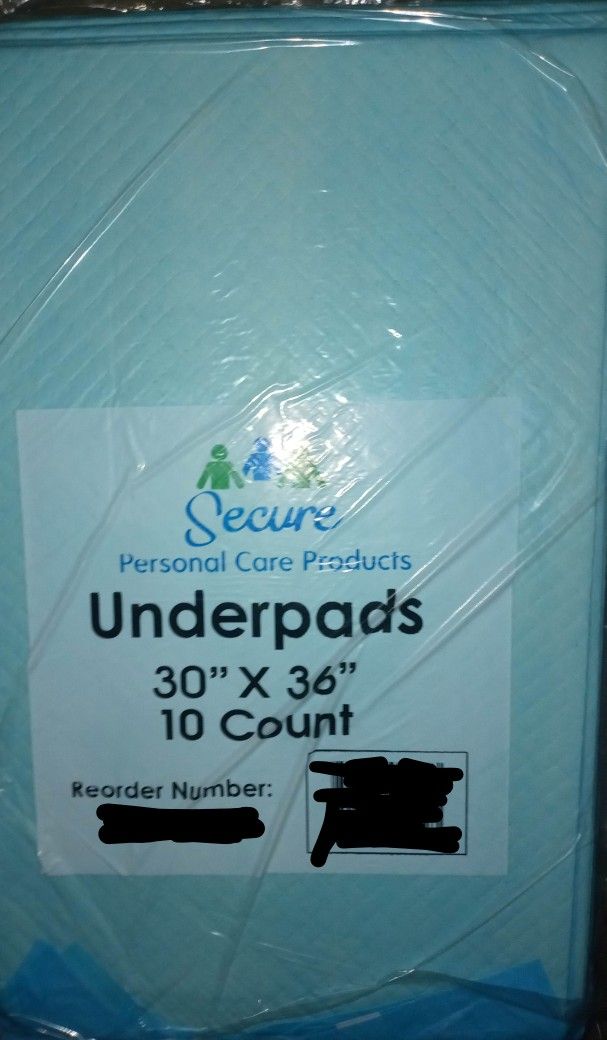 Secure
Personal Care Products
Underpads
30” X 36”
10 Count
Reorder Number: